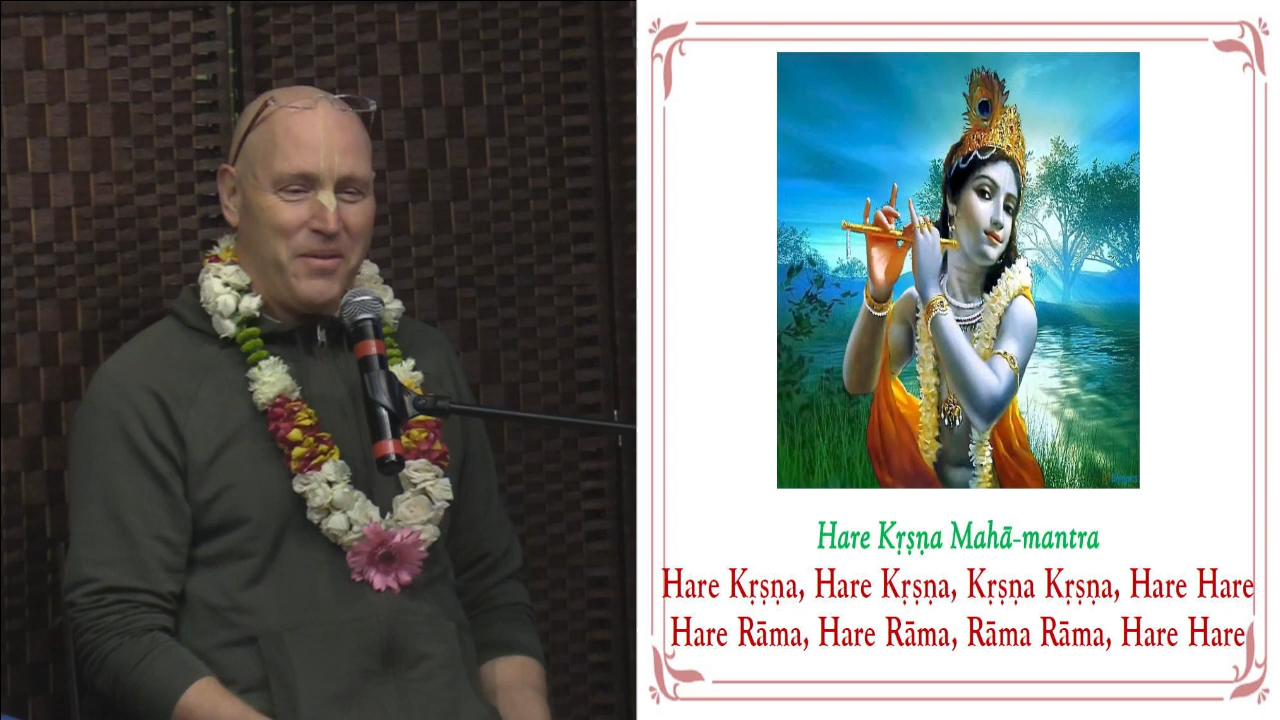 Hare Kṛṣṇa Mahā-mantra
Hare Kṛṣṇa, Hare Kṛṣṇa, Kṛṣṇa Kṛṣṇa, Hare Hare
Hare Rāma, Hare Rāma, Rāma Rāma, Hare Hare